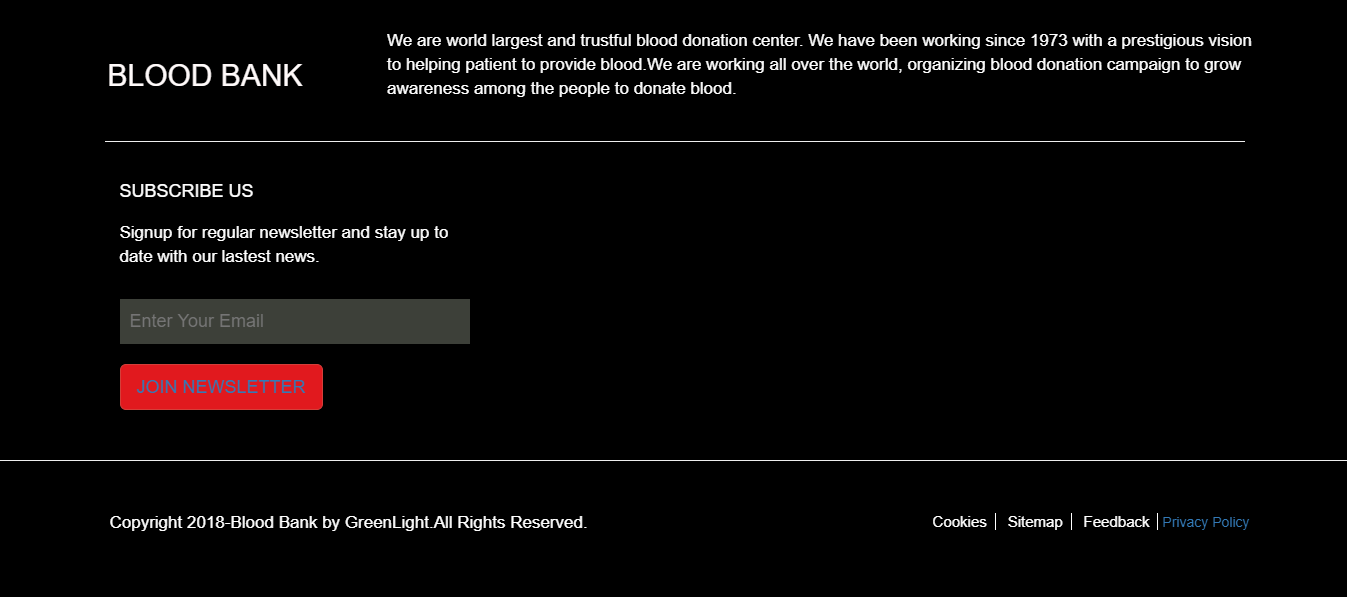 BLOOD BANK
We are world largest and trustful blood donation center. We have been working since 1973 with a prestigious vision
to helping patient to provide blood.We are working all over the world, organizing blood donation campaign to grow
awareness among the people to donate blood.
SUBSCRIBE US
Signup for regular newsletter and stay up to
date with our lastest news.
Enter Your Email
JOIN NEWSLETTER
Copyright 2018-Blood Bank by GreenLight.All Rights Reserved.
Cookies | Sitemap | Feedback | Privacy Policy